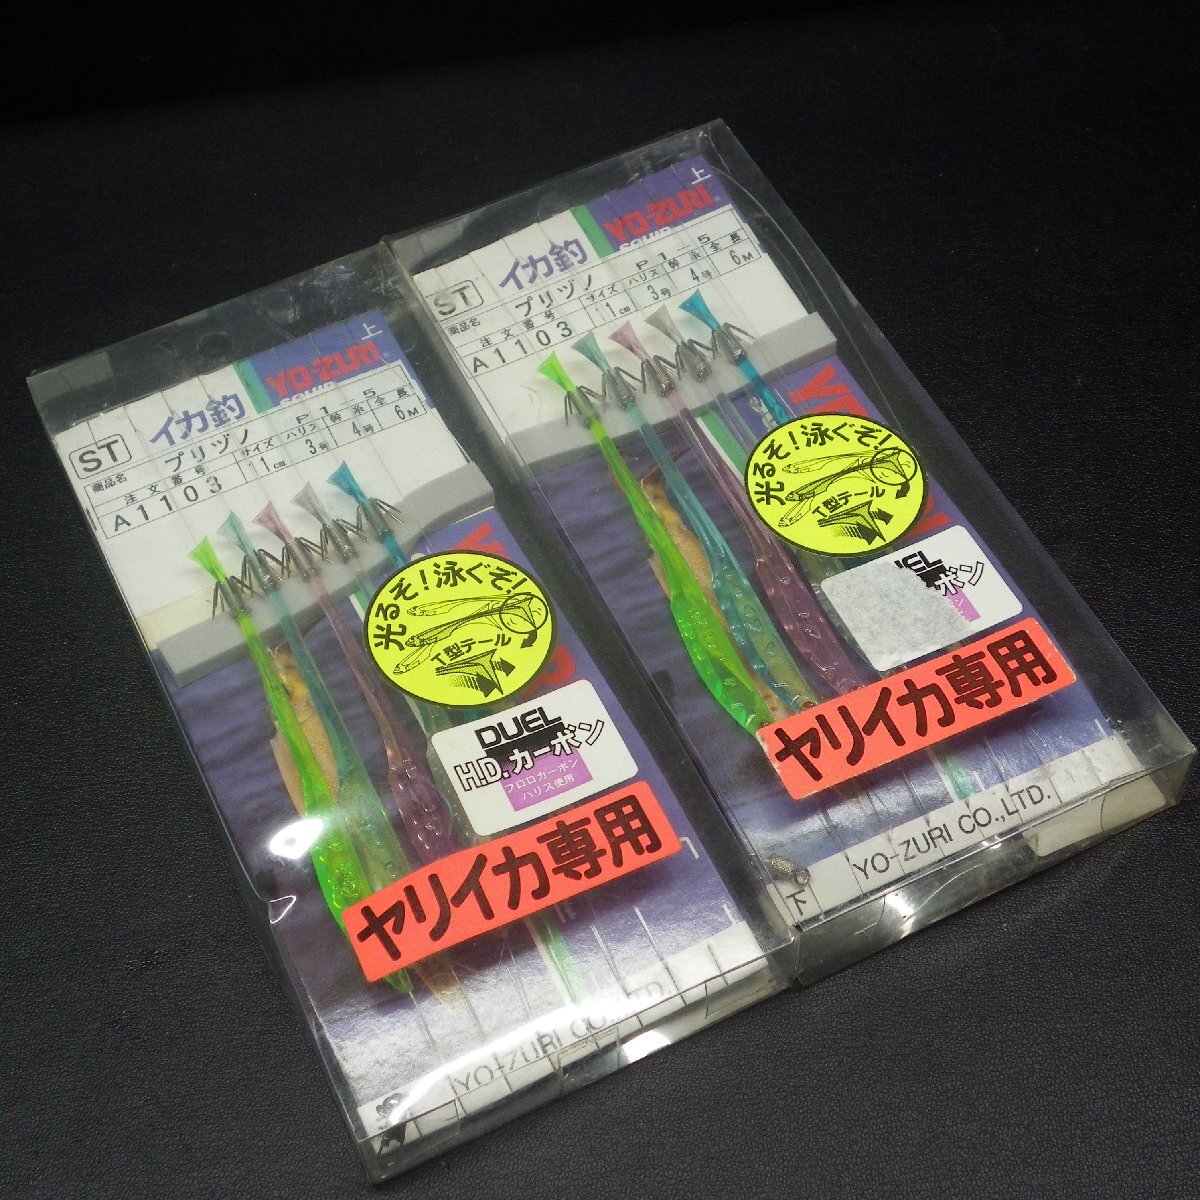 上
YO-ZURI
ST
イカ釣
商品名
プリヅノ
P1-5
注文番号
サイズ
ハリス
幹糸
全長
A1103
11cm
3号
4号
6M
光るぞ!泳ぐぞ!
T型テール
DUEL
H.D.カーボン
フロロカーボン
ハリス使用
ヤリイカ専用
YO-ZURI CO.,LTD.
上
YO-ZURI
SQUID
ST
イカ釣
商品名
プリヅノ
P1-5
注文番号
サイズ
ハリス
幹糸
全長
A1103
11cm
3号
4号
6M
光るぞ!泳ぐぞ!
T型テール
ヤリイカ専用
下
YO-ZURI CO.,LTD.